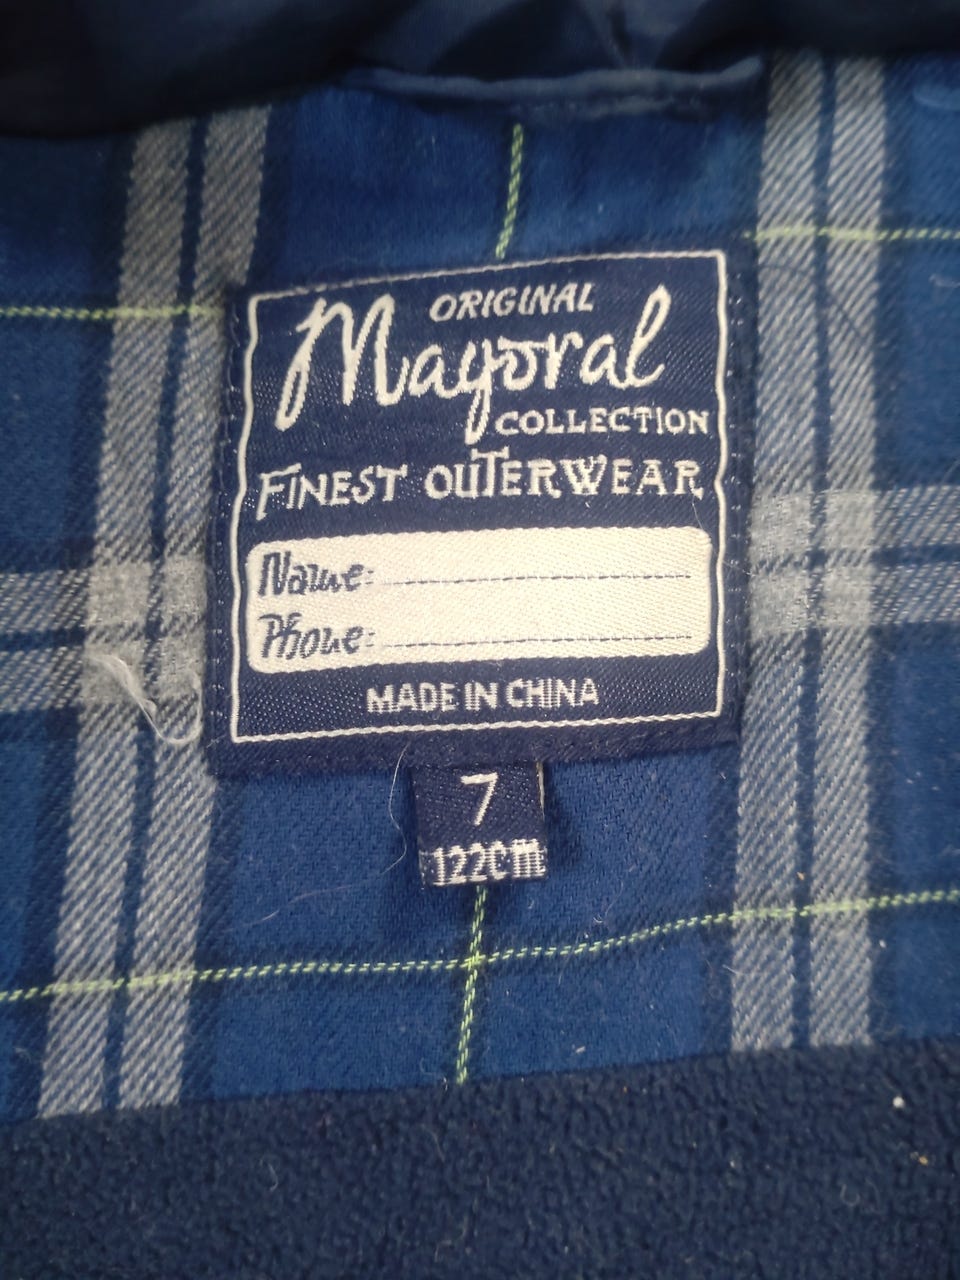 ORIGINAL
Mayoral
COLLECTION
FINEST OUTERWEAR
Name:
Phone:
MADE IN CHINA
7
122cm